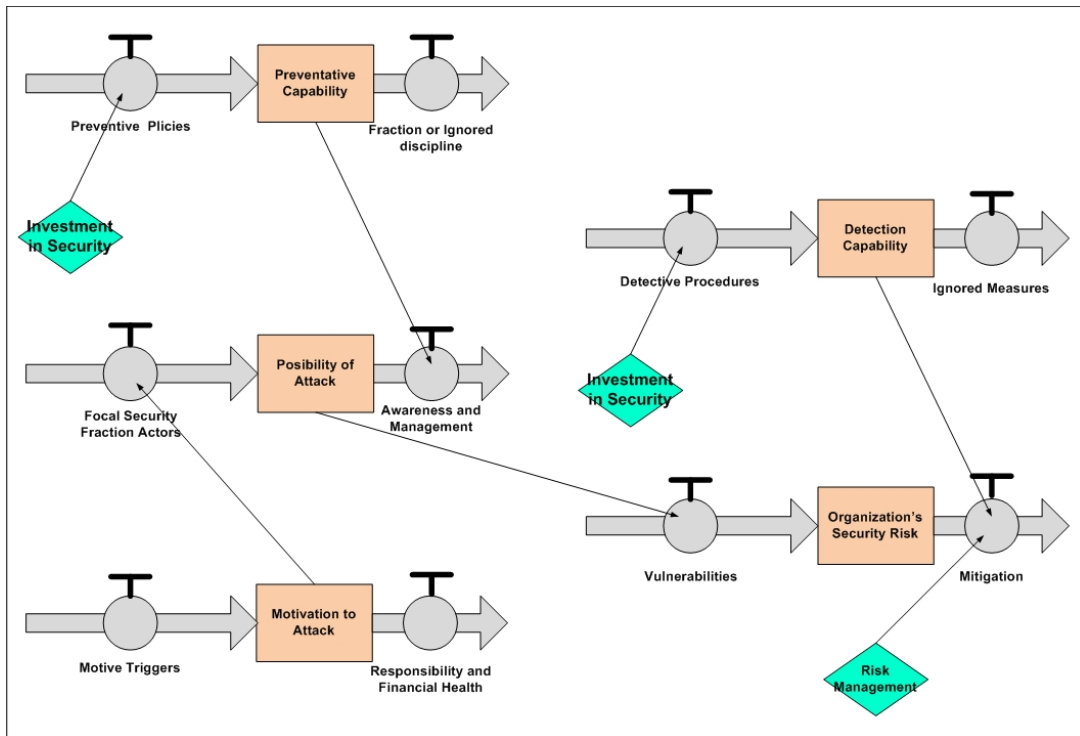 Preventative
Capability
Preventive Plicies
Fraction or Ignored
discipline
Investment
in Security
Detection
Capability
Detective Procedures
Ignored Measures
Posibility of
Attack
Focal Security
Fraction Actors
Awareness and
Management
Investment
in Security
Organization's
Security Risk
Vulnerabilities
Mitigation
Motivation to
Attack
Motive Triggers
Responsibility and
Financial Health
Risk
Management